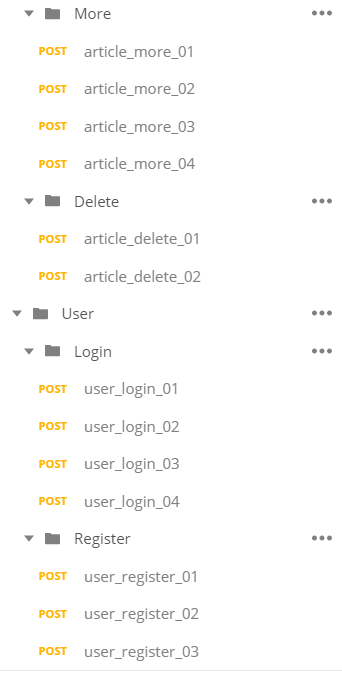 More
POST article_more_01
POST article_more_02
POST article_more_03
POST article_more_04
Delete
POST article_delete_01
POST article_delete_02
User
Login
POST user_login_01
POST user_login_02
POST user_login_03
POST user_login_04
Register
POST user_register_01
POST user_register_02
POST user_register_03